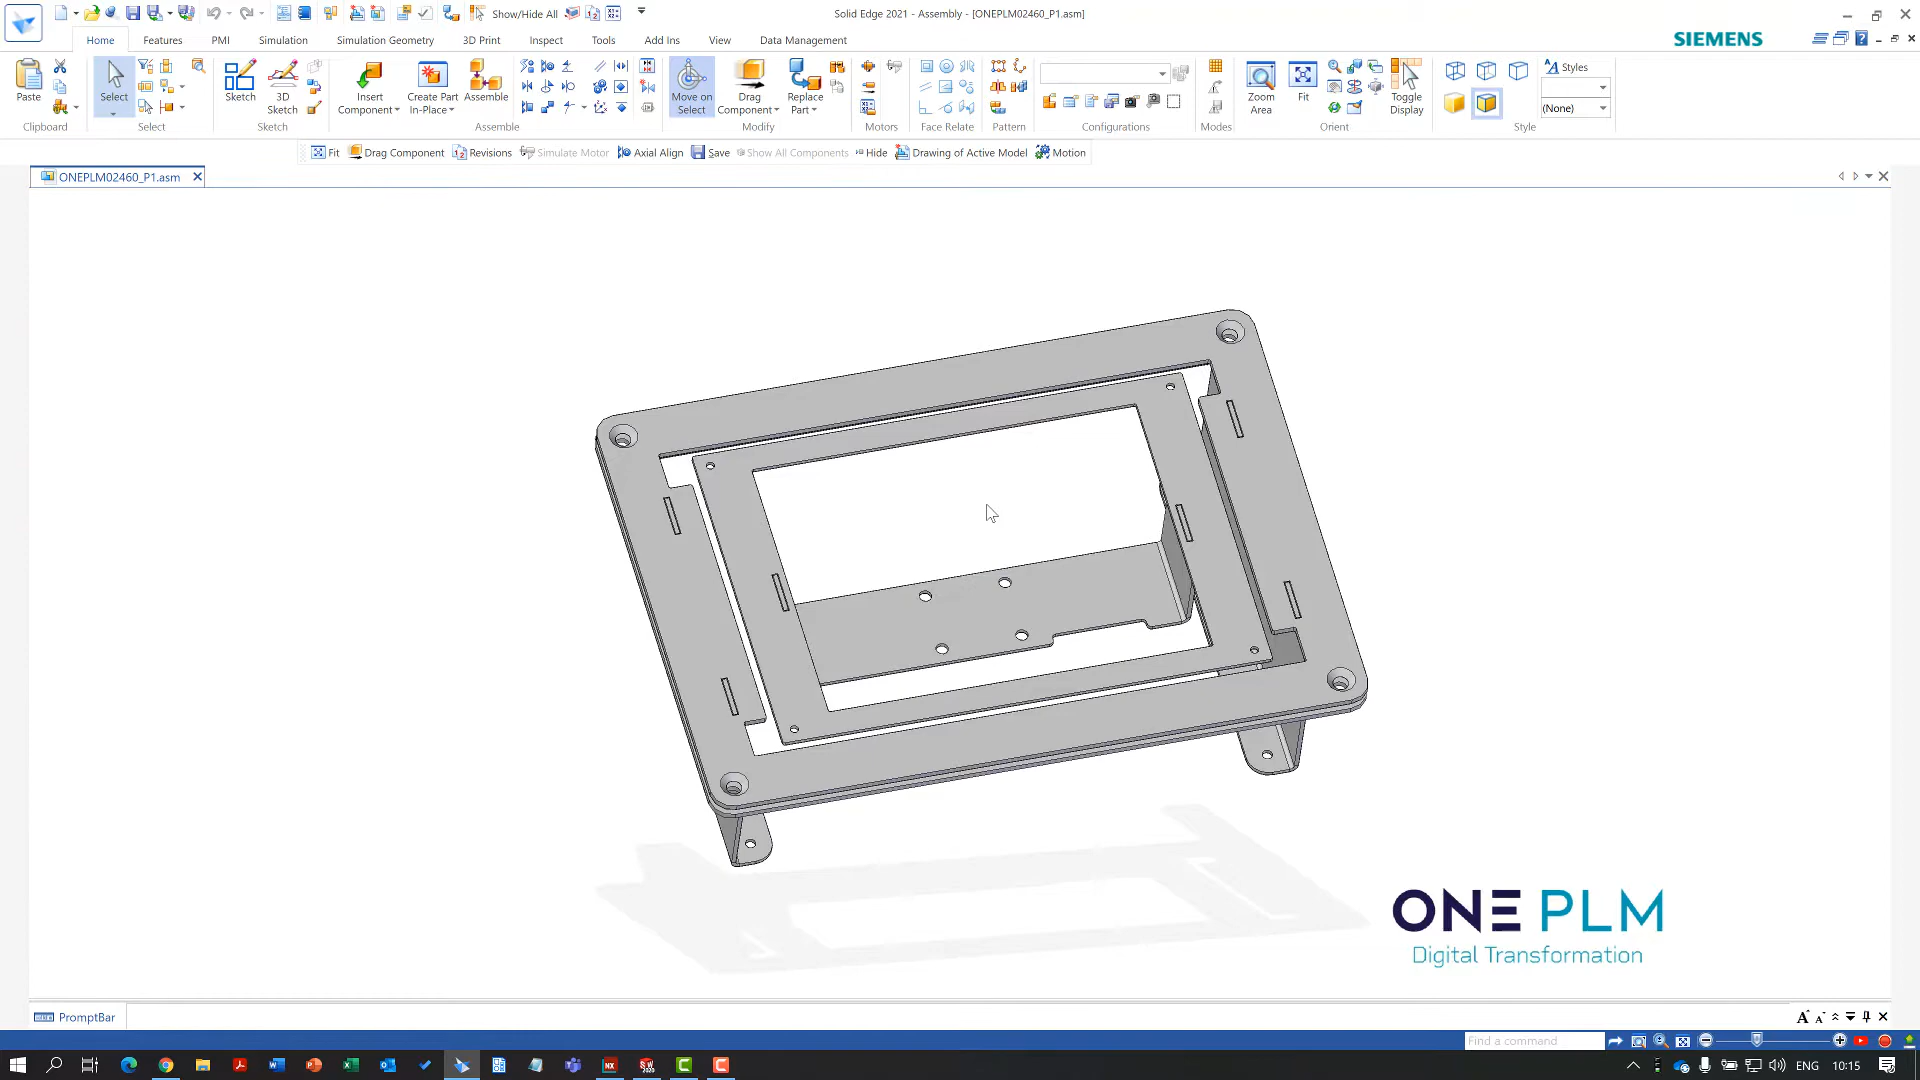 Show/Hide All
Solid Edge 2021 - Assembly - [ONEPLM02460_P1.asm]
Home Features PMI Simulation Simulation Geometry 3D Print Inspect Tools Add Ins View Data Management
SIEMENS
Paste
Clipboard
Select
Select
Sketch
3D Sketch
Sketch
Insert Component
Create Part In-Place
Assemble
Assemble
Move on Select
Drag Component
Replace Part
Modify
Motors
Face Relate
Pattern
Configurations
Modes
Zoom Area
Fit
Toggle Display
Orient
Styles
(None)
Style
Fit Drag Component Revisions Simulate Motor Axial Align Save Show All Components Hide Drawing of Active Model Motion
ONEPLM02460_P1.asm
ONE PLM
Digital Transformation
PromptBar
Find a command
ENG 10:15